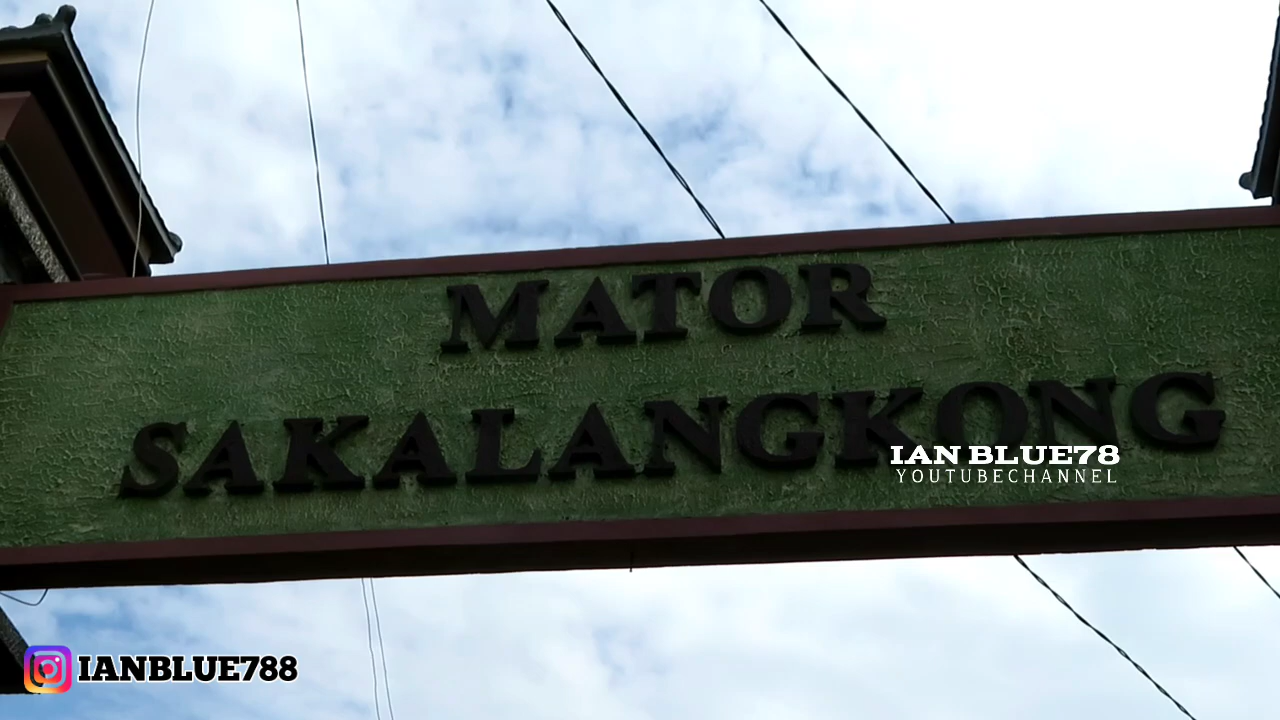 MATOR
SAKALANGKONG
IAN BLUE78
YOUTUBECHANNEL
IANBLUE788